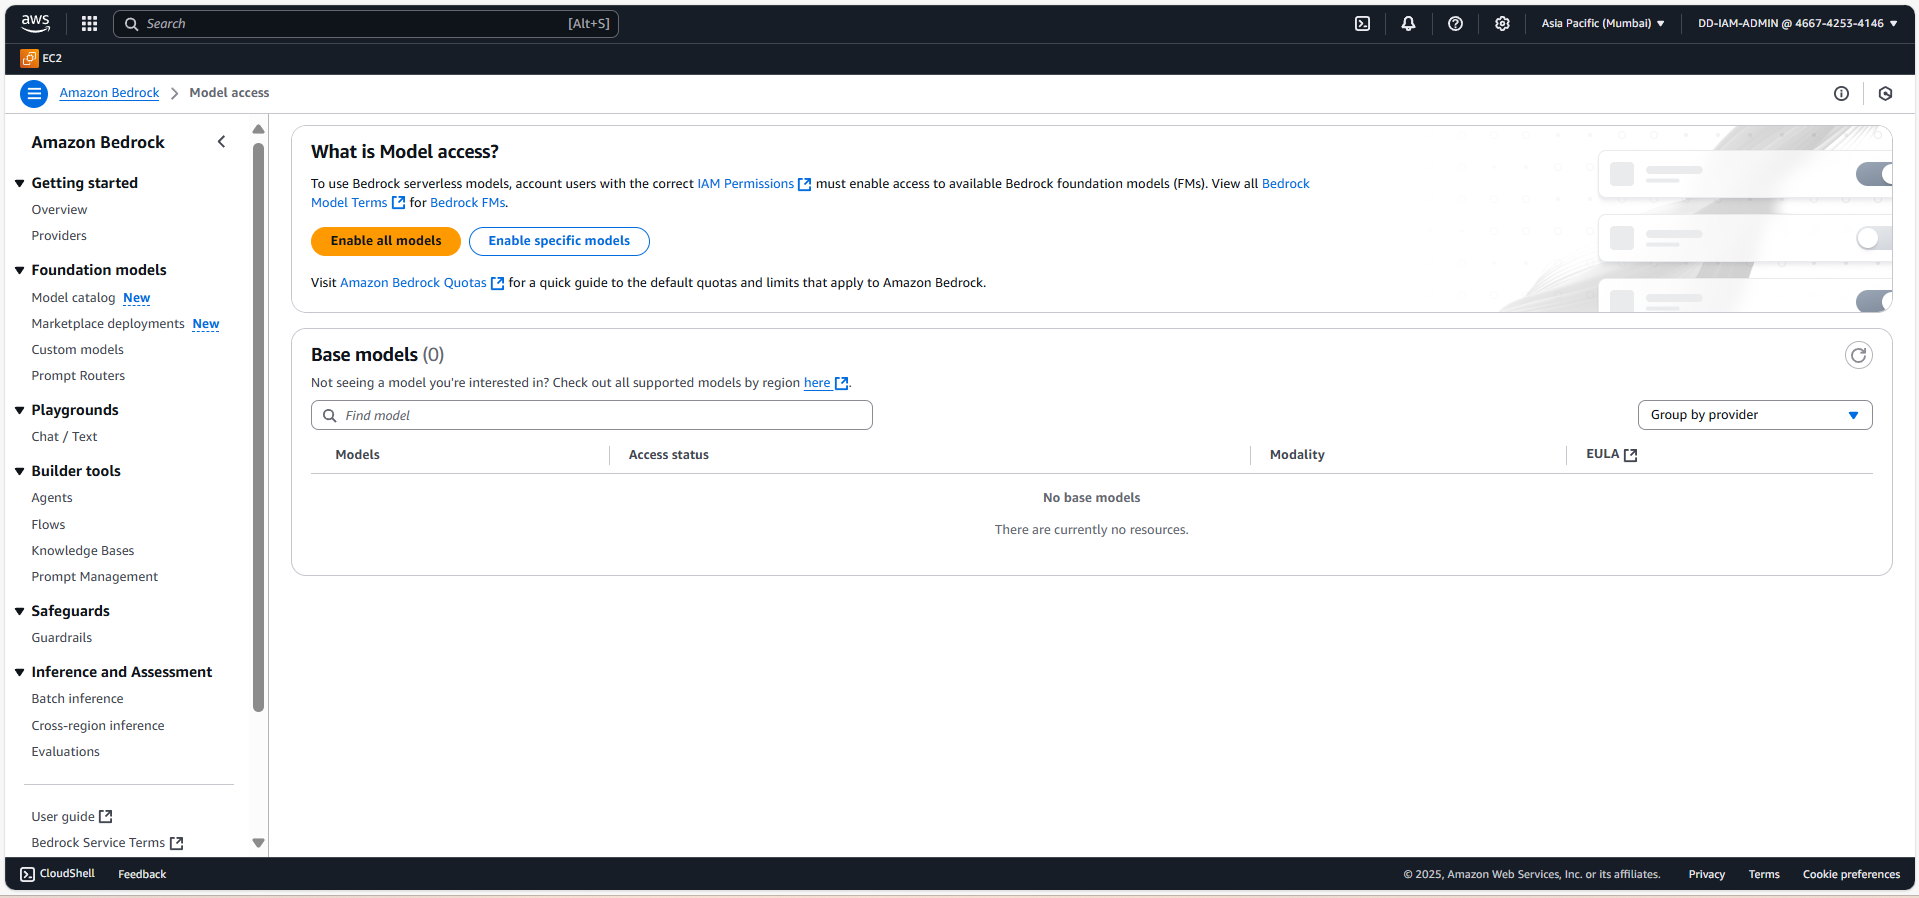 aws
Search [Alt+S]
Asia Pacific (Mumbai)
DD-IAM-ADMIN @ 4667-4253-4146
EC2
Amazon Bedrock
Model access
Amazon Bedrock
Getting started
Overview
Providers
Foundation models
Model catalog New
Marketplace deployments New
Custom models
Prompt Routers
Playgrounds
Chat / Text
Builder tools
Agents
Flows
Knowledge Bases
Prompt Management
Safeguards
Guardrails
Inference and Assessment
Batch inference
Cross-region inference
Evaluations
User guide
Bedrock Service Terms
What is Model access?
To use Bedrock serverless models, account users with the correct IAM Permissions must enable access to available Bedrock foundation models (FMs). View all Bedrock
Model Terms for Bedrock FMs.
Enable all models
Enable specific models
Visit Amazon Bedrock Quotas for a quick guide to the default quotas and limits that apply to Amazon Bedrock.
Base models (0)
Not seeing a model you're interested in? Check out all supported models by region here.
Find model
Group by provider
Models
Access status
Modality
EULA
No base models
There are currently no resources.
CloudShell
Feedback
© 2025, Amazon Web Services, Inc. or its affiliates.
Privacy
Terms
Cookie preferences